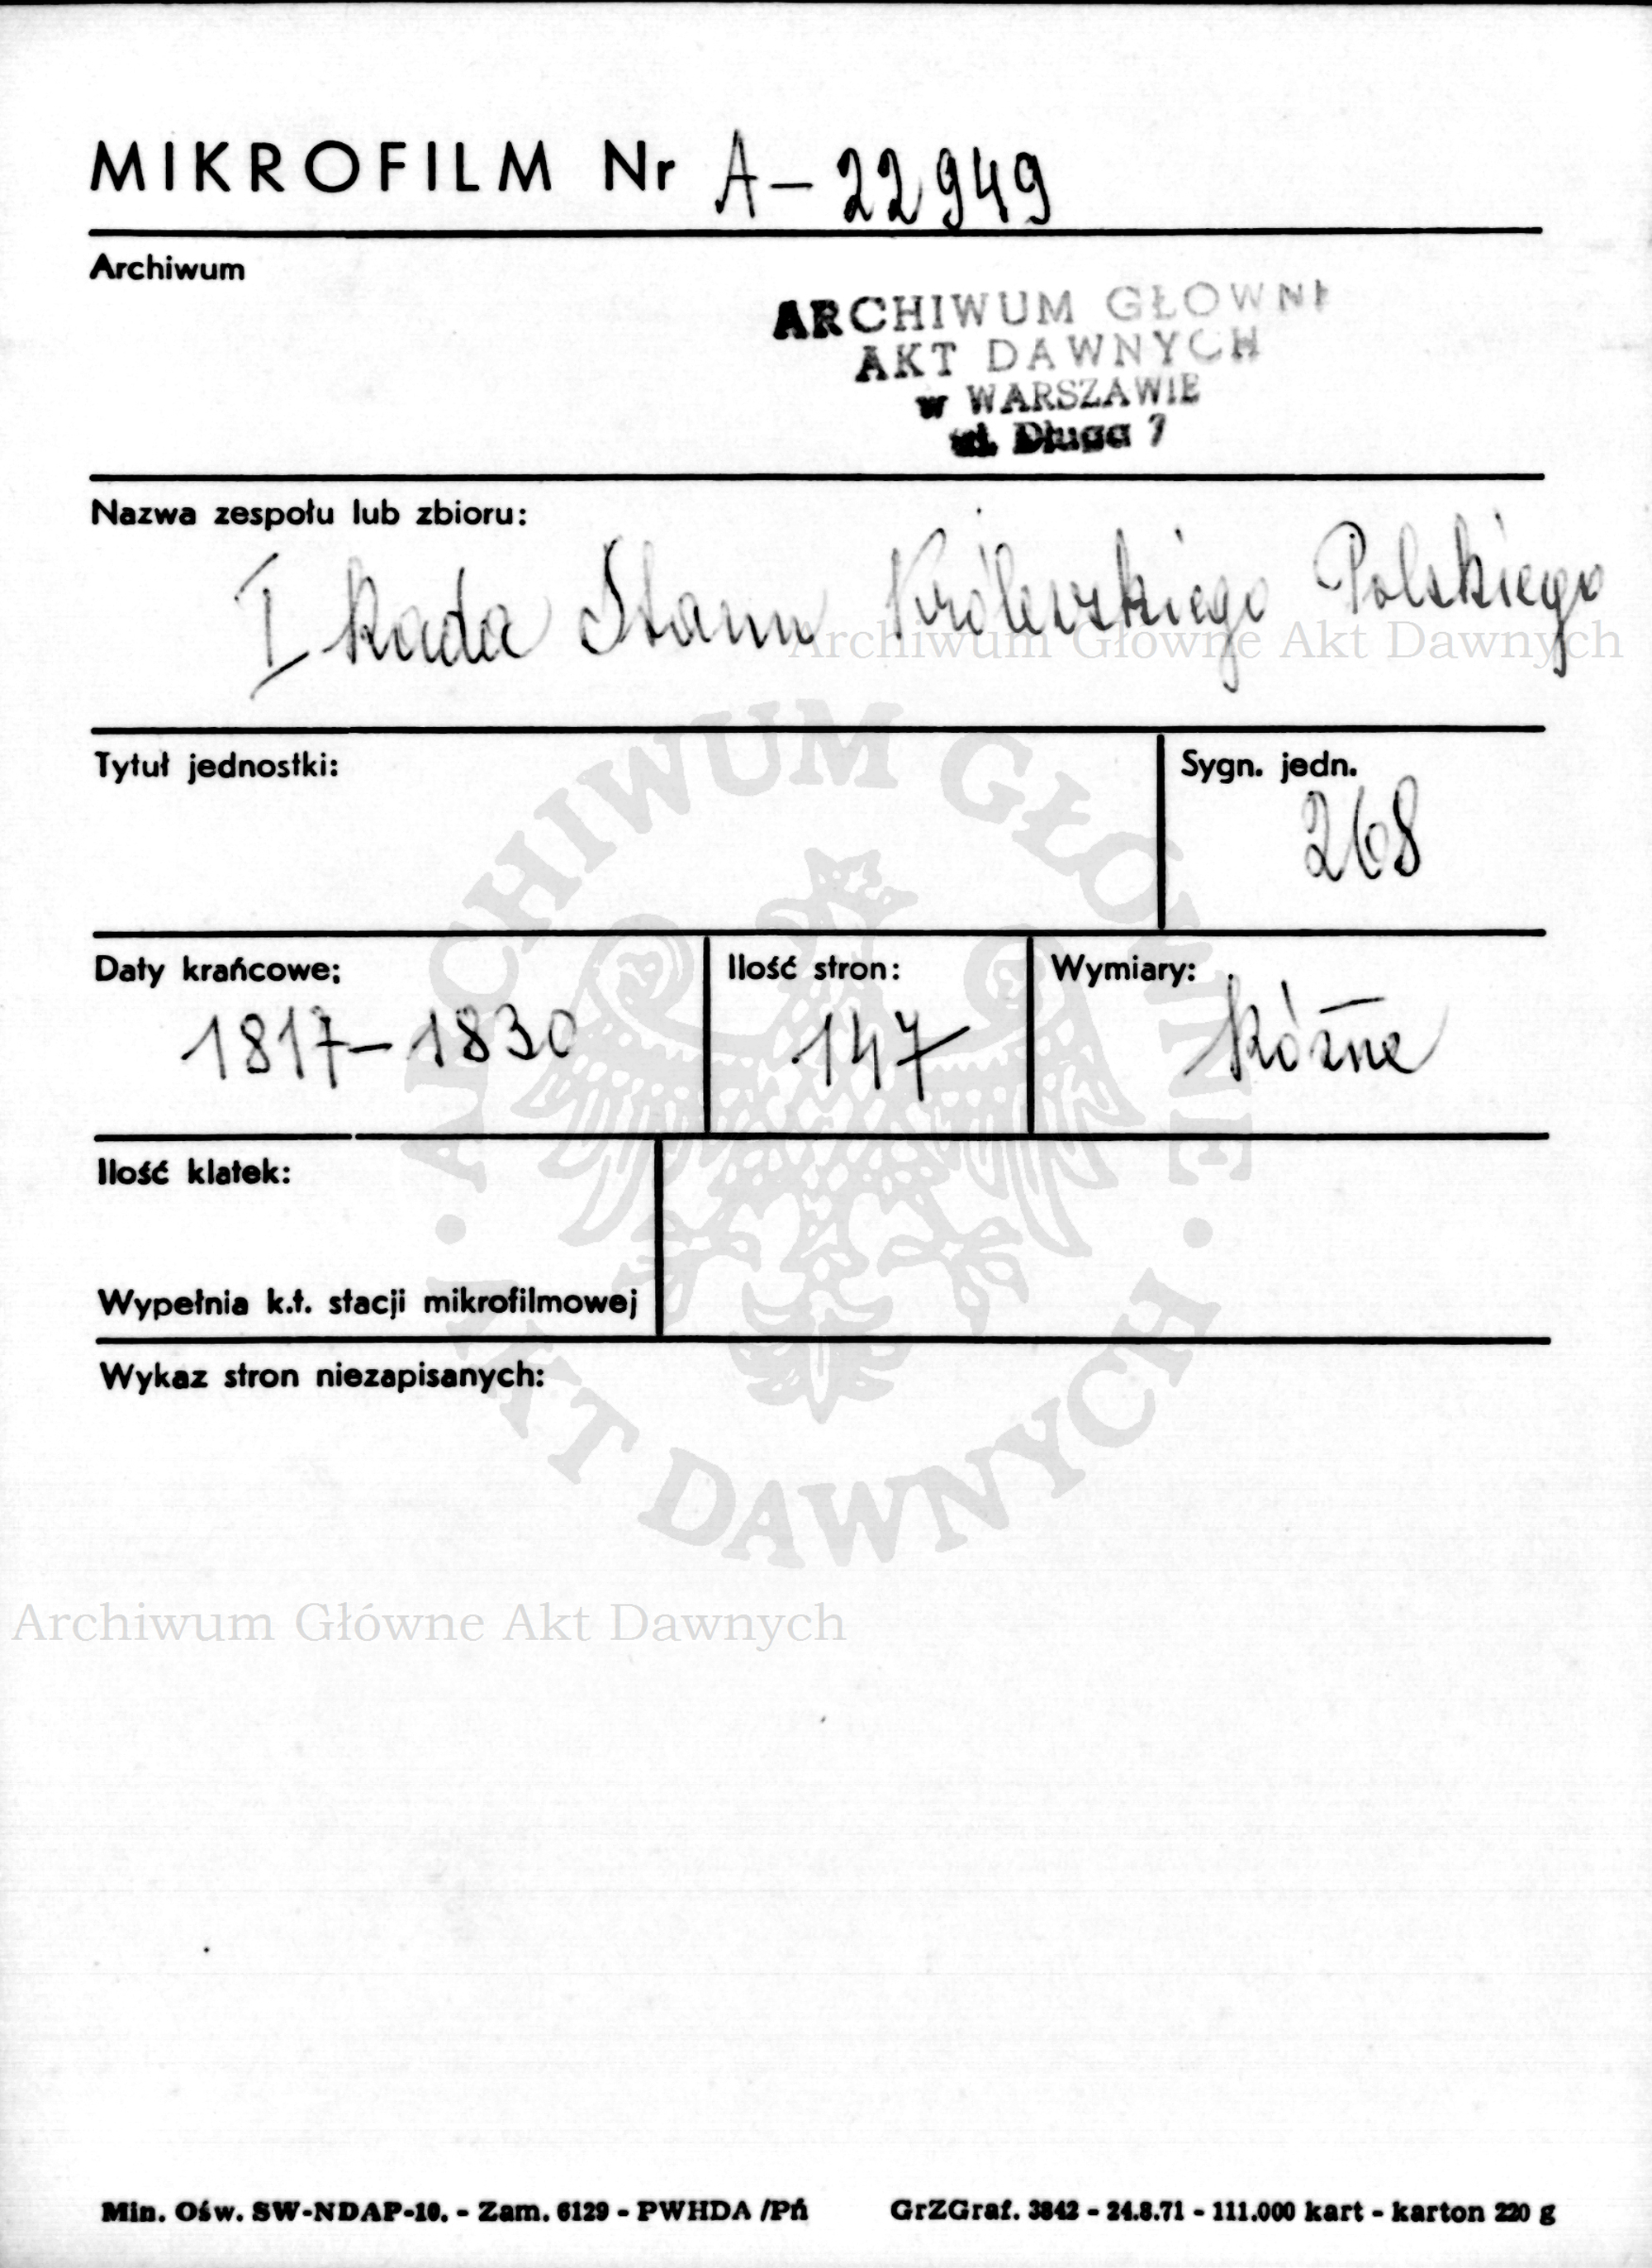 MIKROFILM Nr A-22949
Archiwum
ARCHIWUM GŁOWNE
AKT DAWNYCH
w WARSZAWIE
ul. Długa 7
Nazwa zespołu lub zbioru:
I Rada Stanu Królewskiego Polskiego
Archiwum Główne Akt Dawnych
Tytuł jednostki:
Sygn. jedn.
268
Daty krańcowe:
1817-1830
Ilość stron:
147
Wymiary:
Różne
Ilość klatek:
Wypełnia k.t. stacji mikrofilmowej
Wykaz stron niezapisanych:
ARCHIWUM GŁÓWNE
· AKT DAWNYCH ·
Archiwum Główne Akt Dawnych
Min. Ośw. SW-NDAP-10. - Zam. 6129 - PWHDA /Pń
GrZGraf. 3842 - 24.8.71 - 111.000 kart - karton 220 g